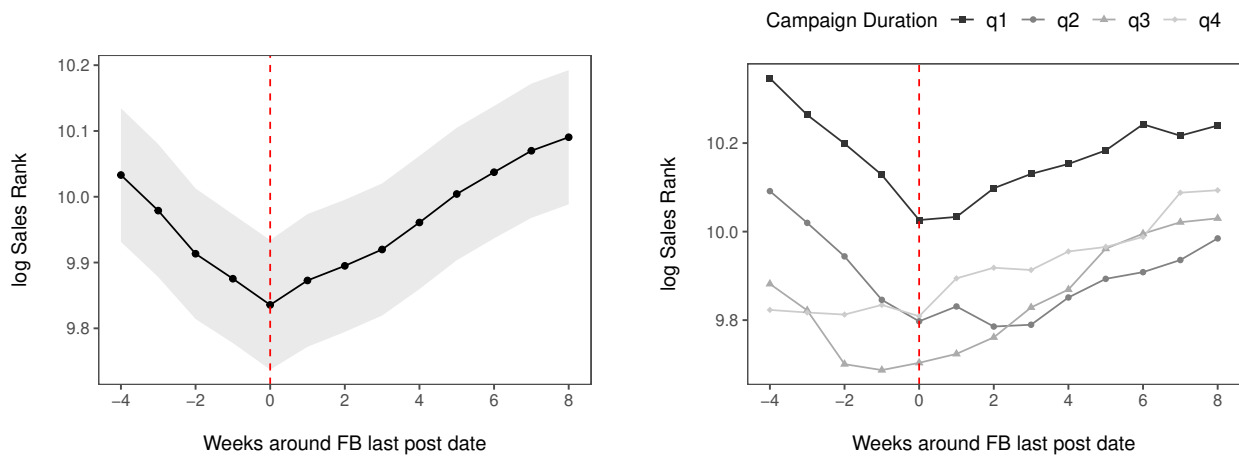 Campaign Duration q1 q2 q3 q4
log Sales Rank
10.2
10.1
10.0
9.9
9.8
−4 −2 0 2 4 6 8
Weeks around FB last post date
log Sales Rank
10.2
10.0
9.8
−4 −2 0 2 4 6 8
Weeks around FB last post date